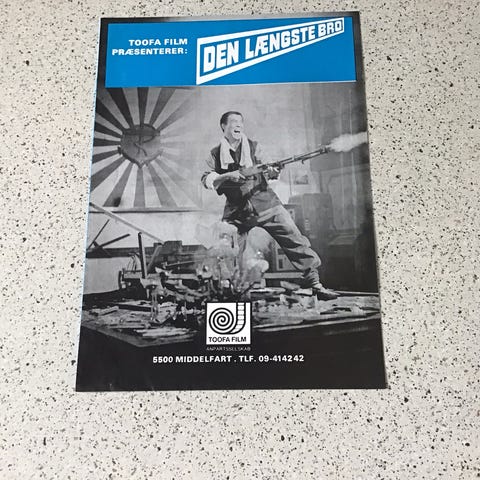 TOOFA FILM
PRÆSENTERER:
DEN LÆNGSTE BRO
TOOFA FILM
ANPARTSSELSKAB
5500 MIDDELFART . TLF. 09-414242